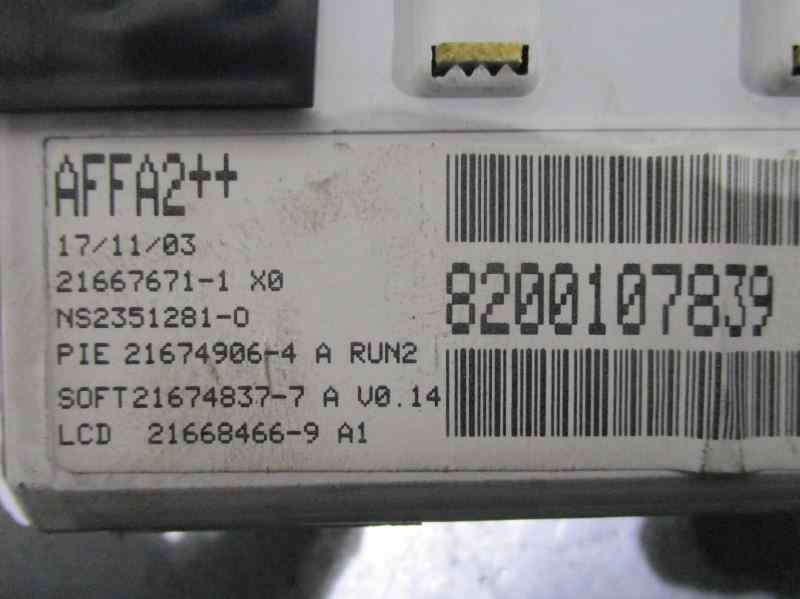 AFFA2++
17/11/03
21667671-1 X0
NS2351281-0
PIE 21674906-4 A RUN2
SOFT21674837-7 A V0.14
LCD 21668466-9 A1
8200107839